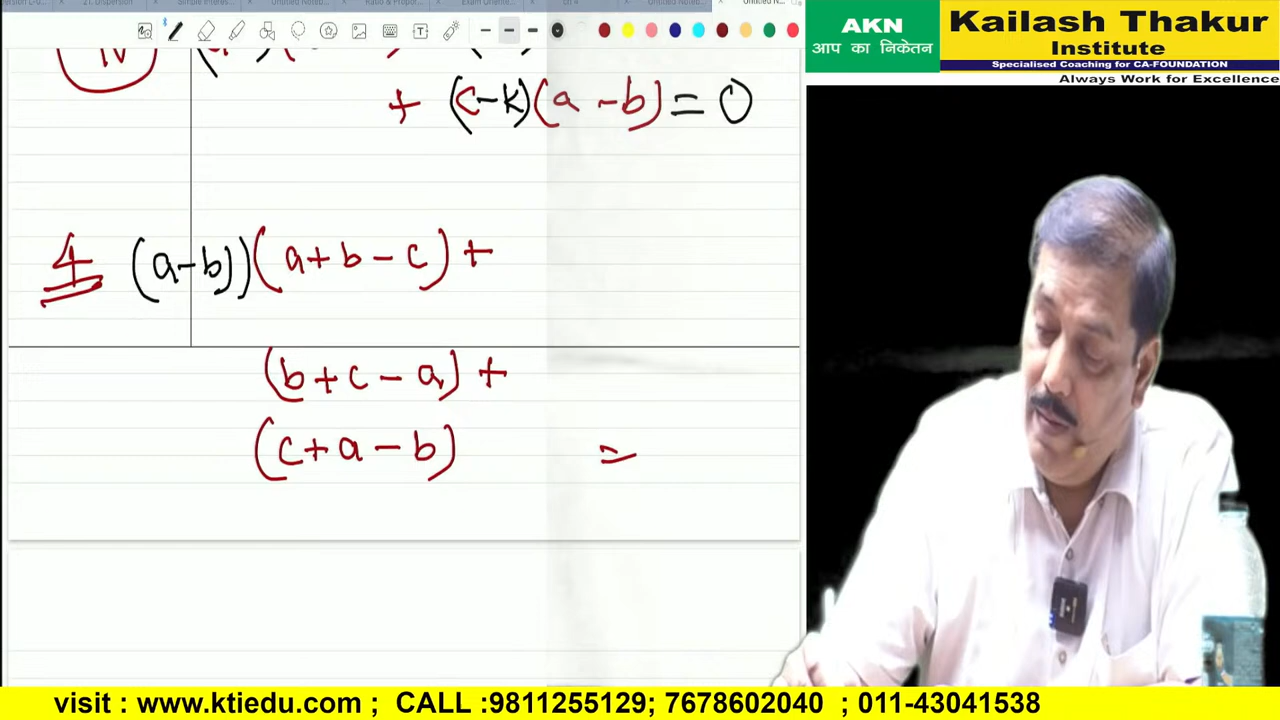 AKN
आप का निकेतन
Kailash Thakur
Institute
Specialised Coaching for CA-FOUNDATION
Always Work for Excellence
IV
+ (c-k)(a-b)=0
4 (a-b))(a+b-c)+
(b+c-a)+
(c+a-b) =
visit : www.ktiedu.com ; CALL :9811255129; 7678602040 ; 011-43041538